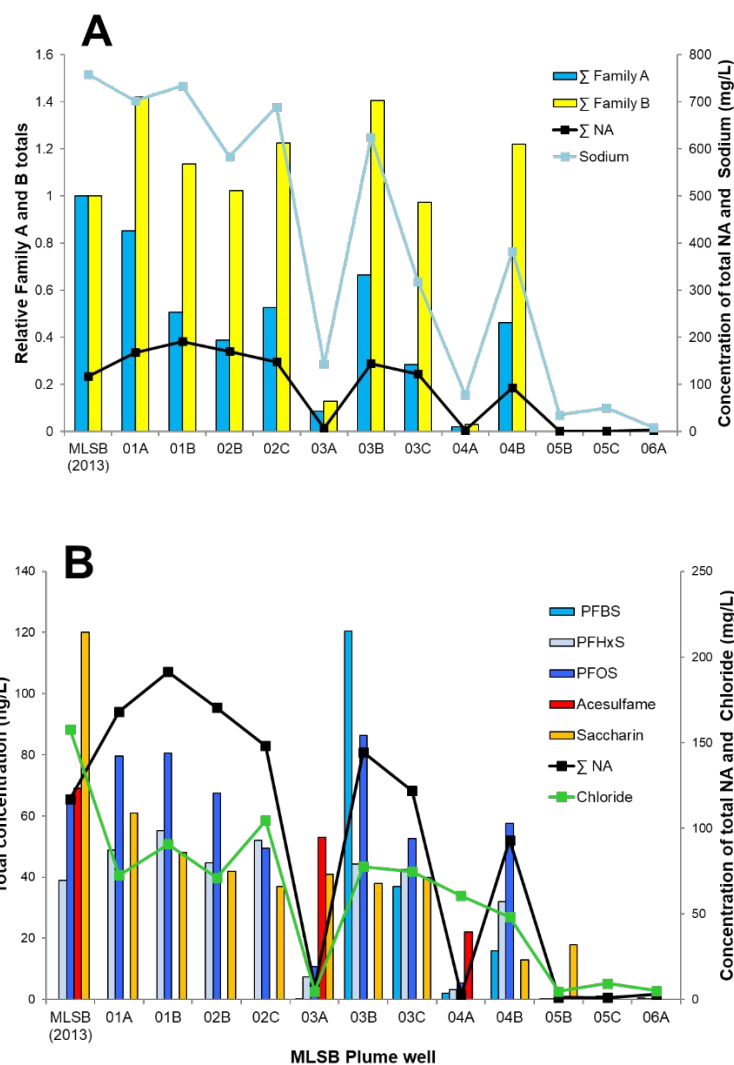 A
1.6
1.4
1.2
1
0.8
0.6
0.4
0.2
0
Relative Family A and B totals
800
700
600
500
400
300
200
100
0
Concentration of total NA and Sodium (mg/L)
∑ Family A
∑ Family B
∑ NA
Sodium
MLSB (2013)
01A
01B
02B
02C
03A
03B
03C
04A
04B
05B
05C
06A
B
140
120
100
80
60
40
20
0
Total concentration (ng/L)
250
200
150
100
50
0
Concentration of total NA and Chloride (mg/L)
PFBS
PFHxS
PFOS
Acesulfame
Saccharin
∑ NA
Chloride
MLSB (2013)
01A
01B
02B
02C
03A
03B
03C
04A
04B
05B
05C
06A
MLSB Plume well